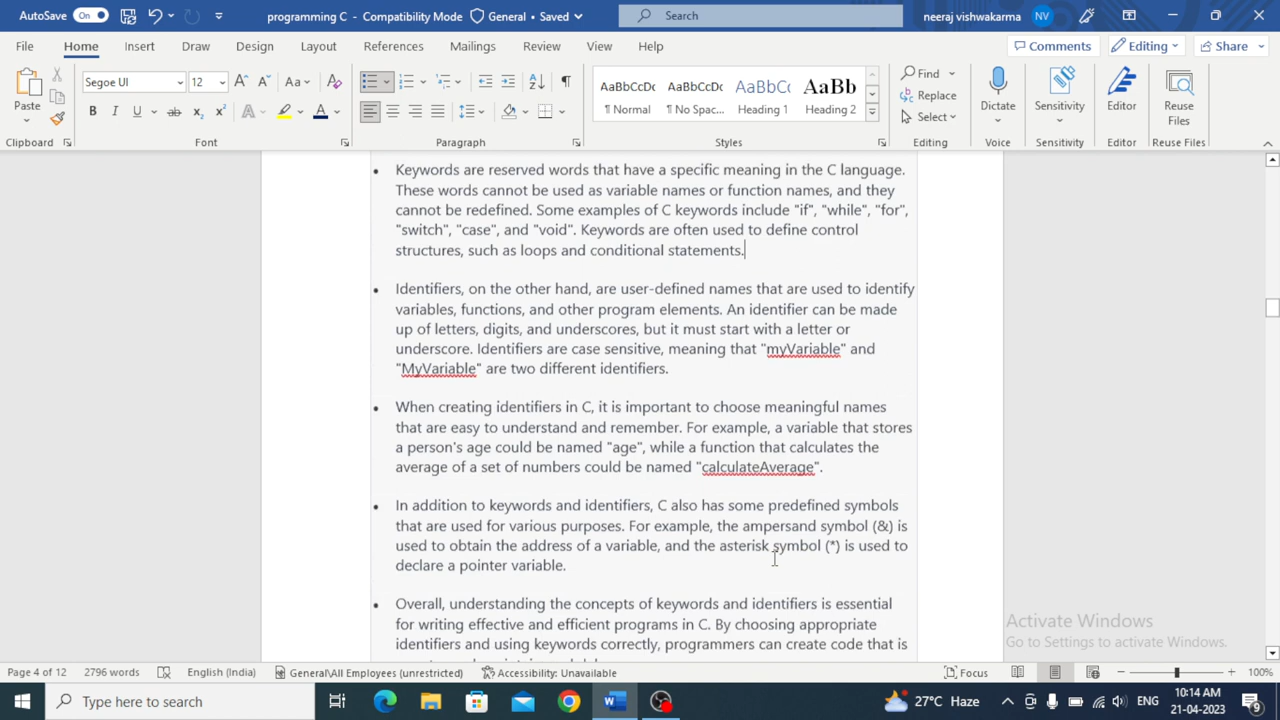 AutoSave On programming C - Compatibility Mode General - Saved Search neeraj vishwakarma NV
File Home Insert Draw Design Layout References Mailings Review View Help Comments Editing Share
Paste
Clipboard
Segoe UI 12 Aa
B I U ab x₂ x² A A
Font
Paragraph
AaBbCcDc AaBbCcDc AaBbCc AaBb
¶ Normal ¶ No Spac... Heading 1 Heading 2
Styles
Find
Replace
Select
Editing
Dictate
Voice
Sensitivity
Sensitivity
Editor
Editor
Reuse
Files
Reuse Files
• Keywords are reserved words that have a specific meaning in the C language.
These words cannot be used as variable names or function names, and they
cannot be redefined. Some examples of C keywords include "if", "while", "for",
"switch", "case", and "void". Keywords are often used to define control
structures, such as loops and conditional statements.
• Identifiers, on the other hand, are user-defined names that are used to identify
variables, functions, and other program elements. An identifier can be made
up of letters, digits, and underscores, but it must start with a letter or
underscore. Identifiers are case sensitive, meaning that "myVariable" and
"MyVariable" are two different identifiers.
• When creating identifiers in C, it is important to choose meaningful names
that are easy to understand and remember. For example, a variable that stores
a person's age could be named "age", while a function that calculates the
average of a set of numbers could be named "calculateAverage".
• In addition to keywords and identifiers, C also has some predefined symbols
that are used for various purposes. For example, the ampersand symbol (&) is
used to obtain the address of a variable, and the asterisk symbol (*) is used to
declare a pointer variable.
• Overall, understanding the concepts of keywords and identifiers is essential
for writing effective and efficient programs in C. By choosing appropriate
identifiers and using keywords correctly, programmers can create code that is
Activate Windows
Go to Settings to activate Windows.
Page 4 of 12 2796 words English (India) General\All Employees (unrestricted) Accessibility: Unavailable Focus 100%
Type here to search 27°C Haze ENG 10:14 AM
21-04-2023 9